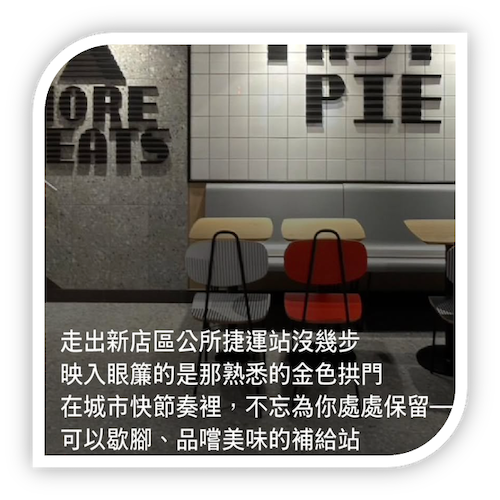 MORE
EATS
PIE
走出新店區公所捷運站沒幾步
映入眼簾的是那熟悉的金色拱門
在城市快節奏裡，不忘為你處處保留—
可以歇腳、品嚐美味的補給站